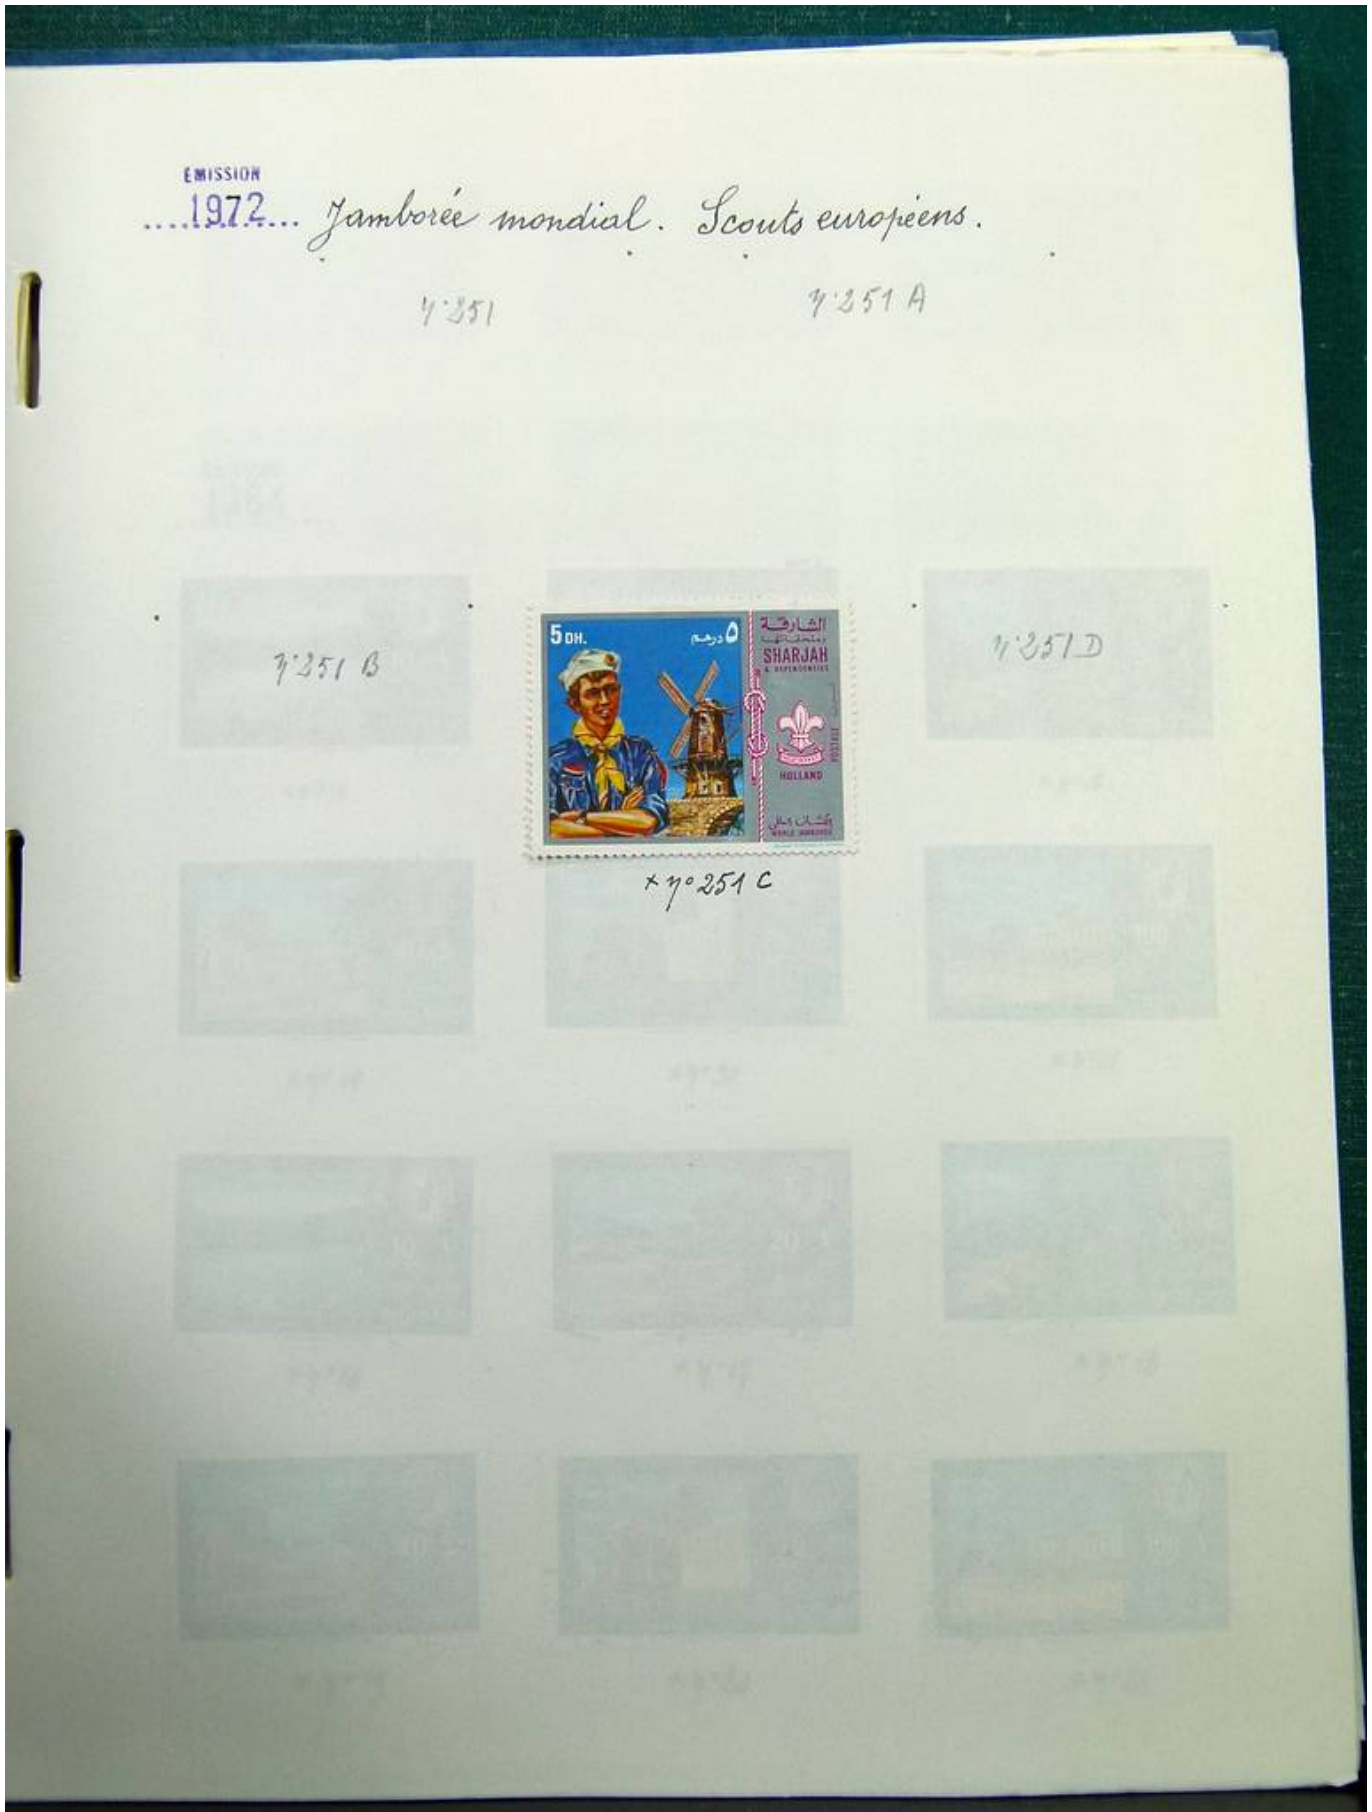 EMISSION
1972 Jamborée mondial. Scouts européens.
n° 251
n° 251 A
n° 251 B
5 DH.
٥ درهم
الشارقة
وملحقاتها
SHARJAH
& DEPENDENCIES
POSTAGE
HOLLAND
WORLD JAMBOREE
n° 251 D
x n° 251 C